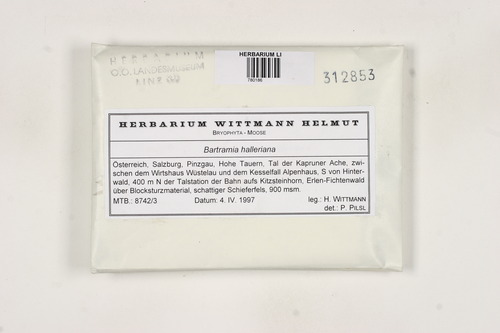 HERBARIUM LI
780186
HERBARIUM
O.Ö. LANDESMUSEUM
LINZ
312853
HERBARIUM WITTMANN HELMUT
BRYOPHYTA - MOOSE
Bartramia halleriana
Österreich, Salzburg, Pinzgau, Hohe Tauern, Tal der Kapruner Ache, zwi-
schen dem Wirtshaus Wüstelau und dem Kesselfall Alpenhaus, S von Hinter-
wald, 400 m N der Talstation der Bahn aufs Kitzsteinhorn, Erlen-Fichtenwald
über Blocksturzmaterial, schattiger Schieferfels, 900 msm.
MTB.: 8742/3 Datum: 4. IV. 1997 leg.: H. WITTMANN
det.: P. PILSL